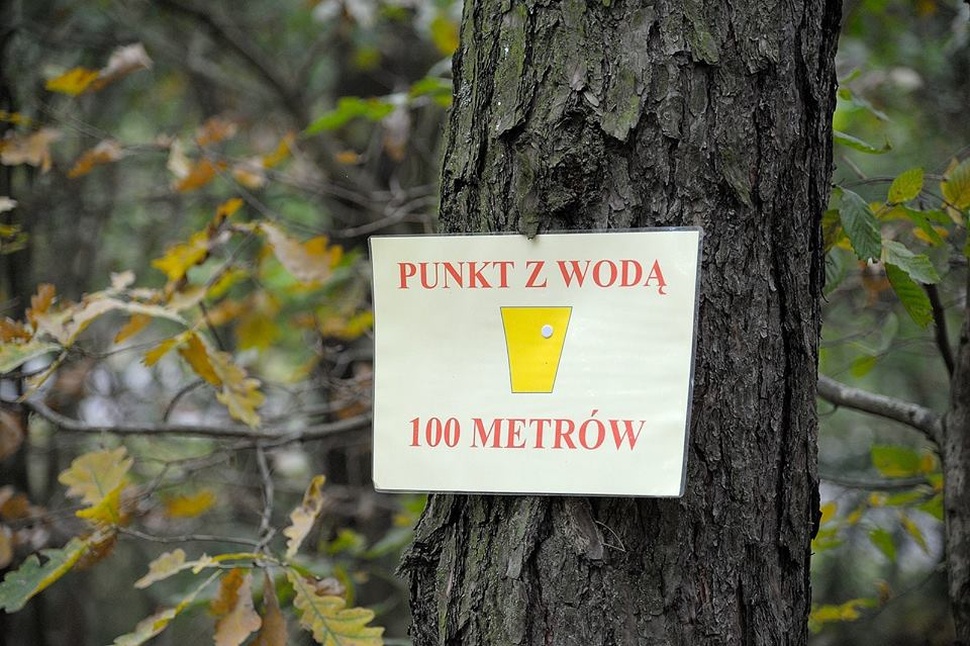 PUNKT Z WODĄ
100 METRÓW